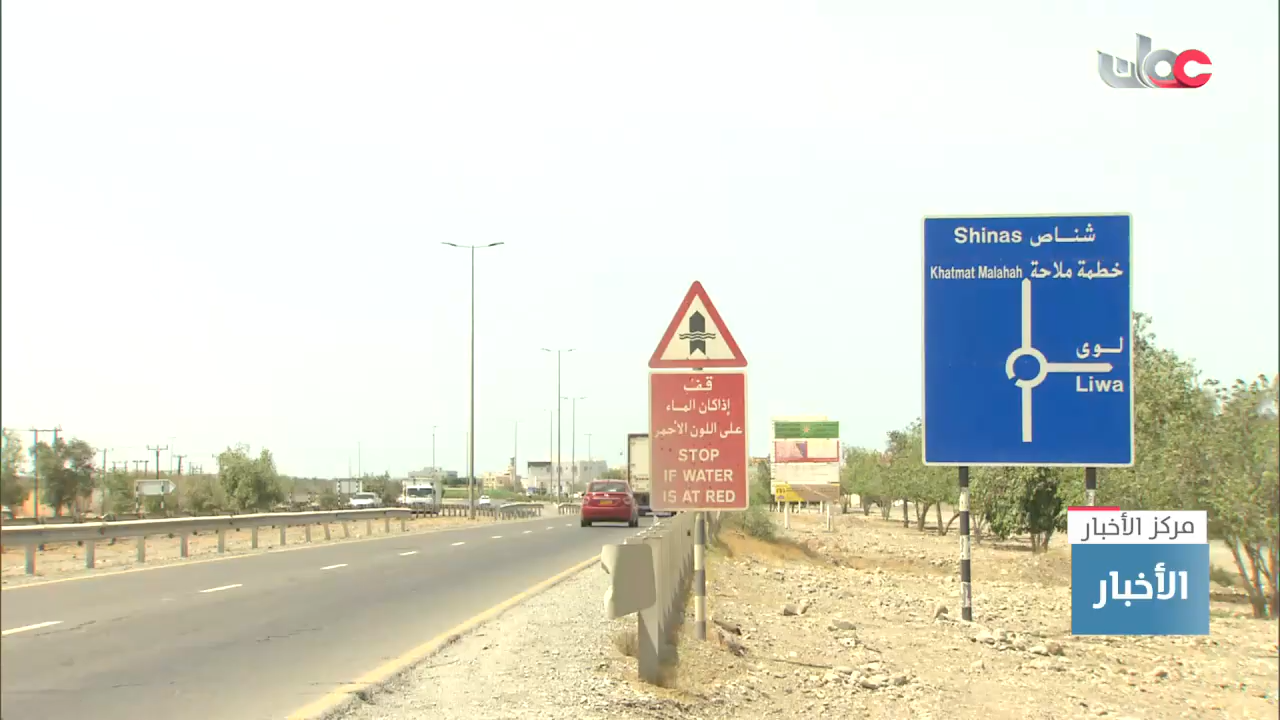 عمان
Shinas شناص
Khatmat Malahah خطمة ملاحة
لوى
Liwa
قف
إذاكان الماء
على اللون الأحمر
STOP
IF WATER
IS AT RED
مركز الأخبار
الأخبار